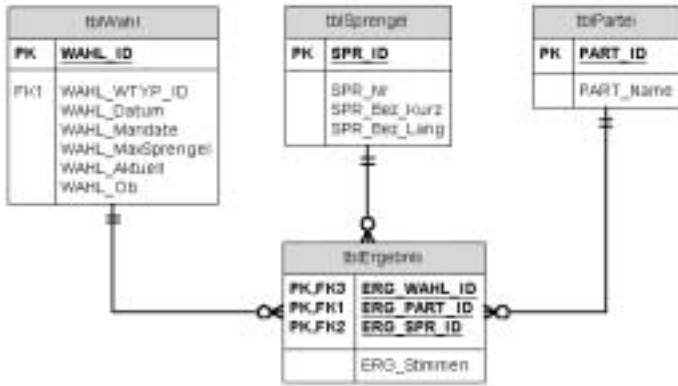 tblWahl
PK WAHL_ID
FK1 WAHL_WTYP_ID
WAHL_Datum
WAHL_Mandate
WAHL_MaxSprengel
WAHL_Aktuell
WAHL_Ob
tblSprengel
PK SPR_ID
SPR_Nr
SPR_Bez_Kurz
SPR_Bez_Lang
tblPartei
PK PART_ID
PART_Name
tblErgebnis
PK,FK3 ERG_WAHL_ID
PK,FK1 ERG_PART_ID
PK,FK2 ERG_SPR_ID
ERG_Stimmen